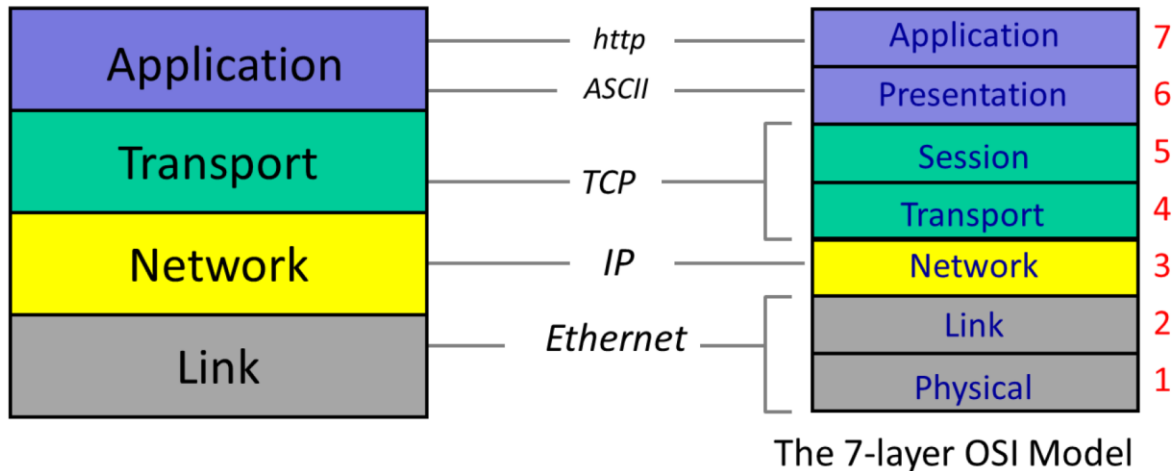 Application
Transport
Network
Link
http
ASCII
TCP
IP
Ethernet
Application 7
Presentation 6
Session 5
Transport 4
Network 3
Link 2
Physical 1
The 7-layer OSI Model